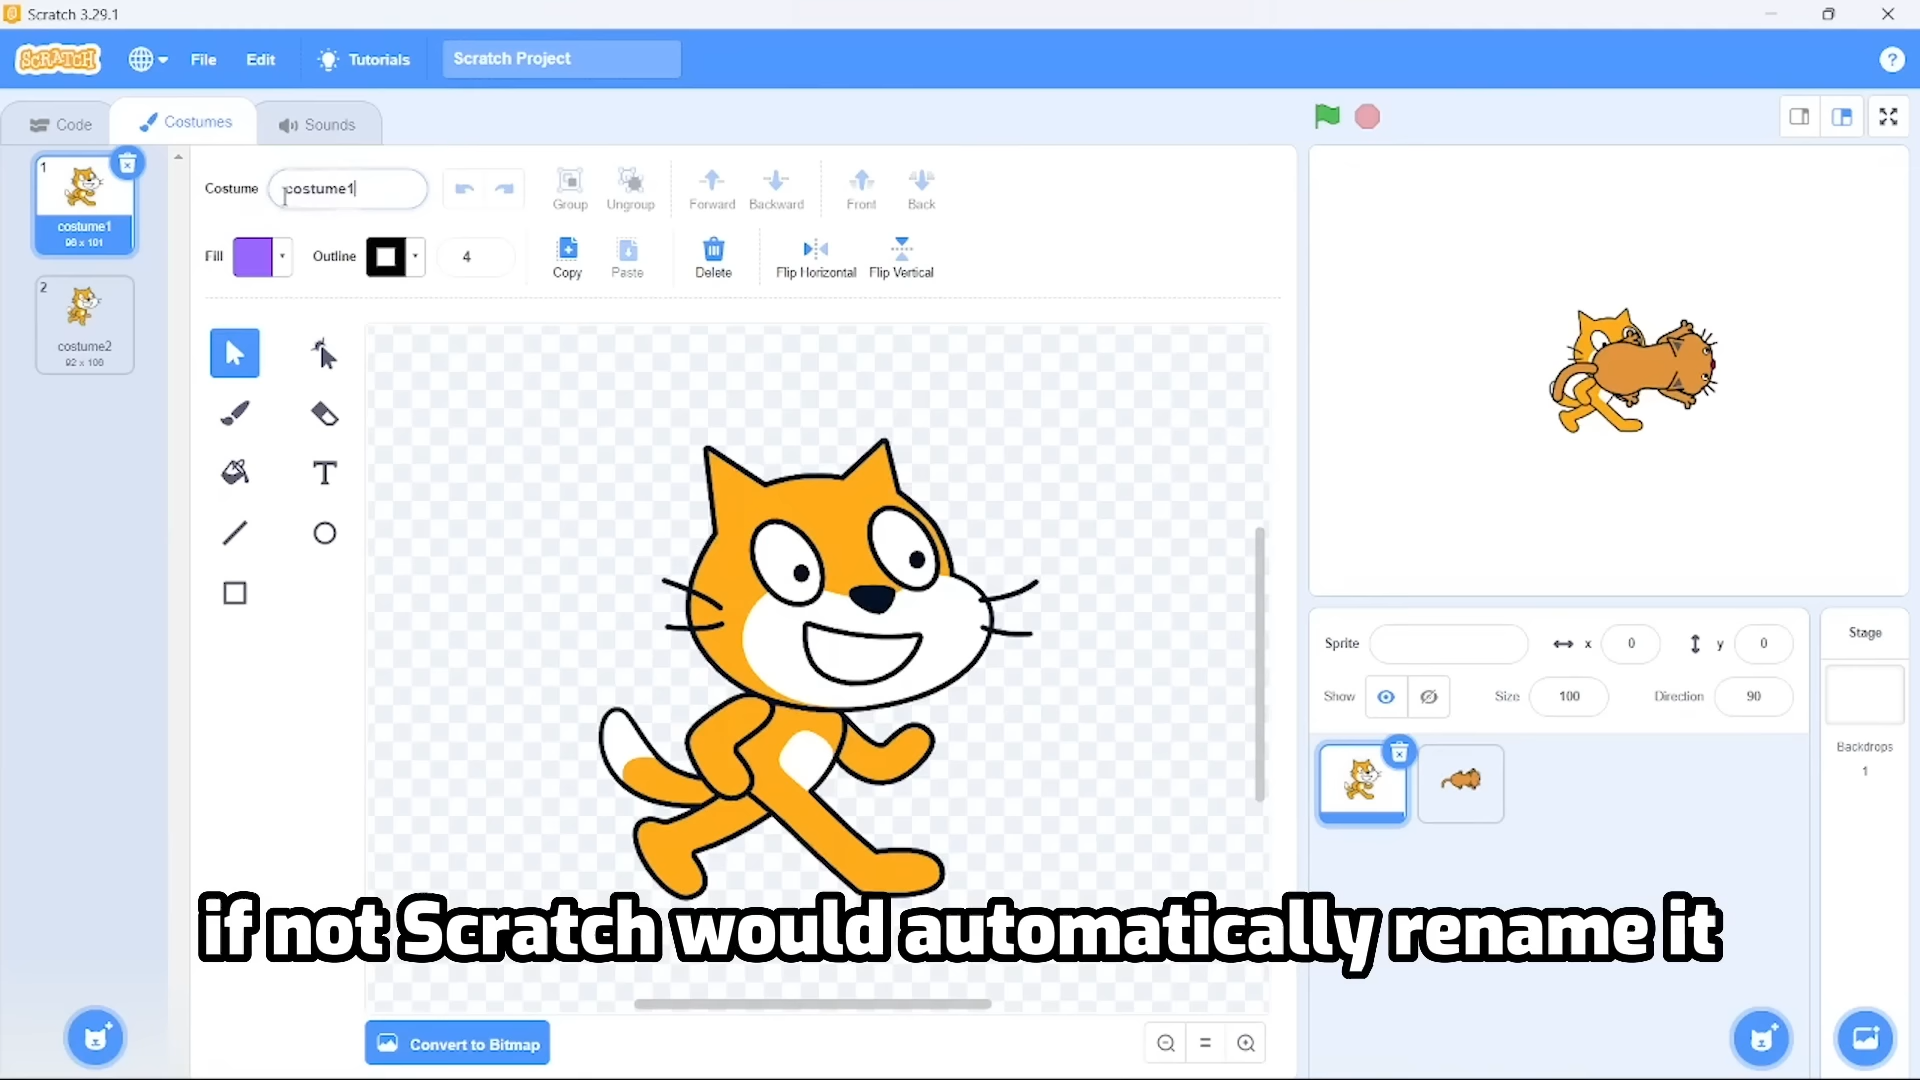 Scratch 3.29.1
SCRATCH
File
Edit
Tutorials
Scratch Project
?
Code
Costumes
Sounds
1
costume1
96 x 101
2
costume2
92 x 106
Costume
costume1
Group
Ungroup
Forward
Backward
Front
Back
Fill
Outline
4
Copy
Paste
Delete
Flip Horizontal
Flip Vertical
T
Convert to Bitmap
=
Sprite
x
0
y
0
Show
Size
100
Direction
90
Stage
Backdrops
1
if not Scratch would automatically rename it